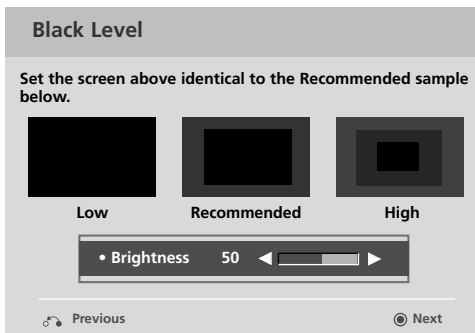 Black Level
Set the screen above identical to the Recommended sample
below.
Low Recommended High
• Brightness 50
Previous Next